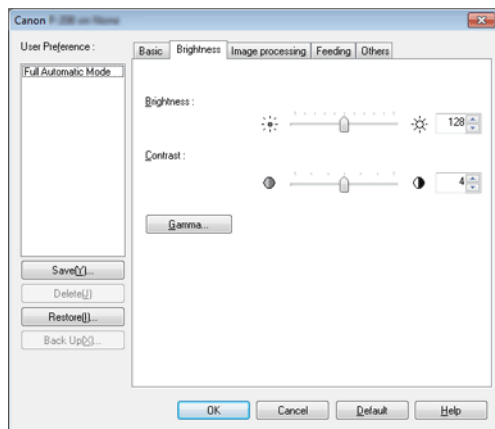 Canon
User Preference :
Full Automatic Mode
Save(Y)...
Delete(J)
Restore(I)...
Back Up(X)...
Basic Brightness Image processing Feeding Others
Brightness :
128
Contrast :
4
Gamma...
OK Cancel Default Help